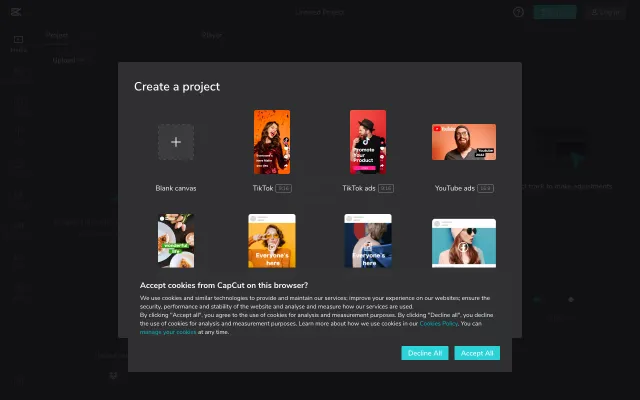 Untitled Project
Create a project
Upload
Blank canvas
TikTok 9:16
TikTok ads 9:16
YouTube ads 16:9
Promote
Your
Product
Everyone's
here
Everyone's
here
Accept cookies from CapCut on this browser?
We use cookies and similar technologies to provide and maintain our services; improve your experience on our websites; ensure the
security, performance and stability of the website and analyse and measure how our services are used.
By clicking "Accept all", you agree to the use of cookies for analysis and measurement purposes. By clicking "Decline all", you decline
the use of cookies for analysis and measurement purposes. Learn more about how we use cookies in our Cookies Policy. You can
manage your cookies at any time.
Decline All
Accept All